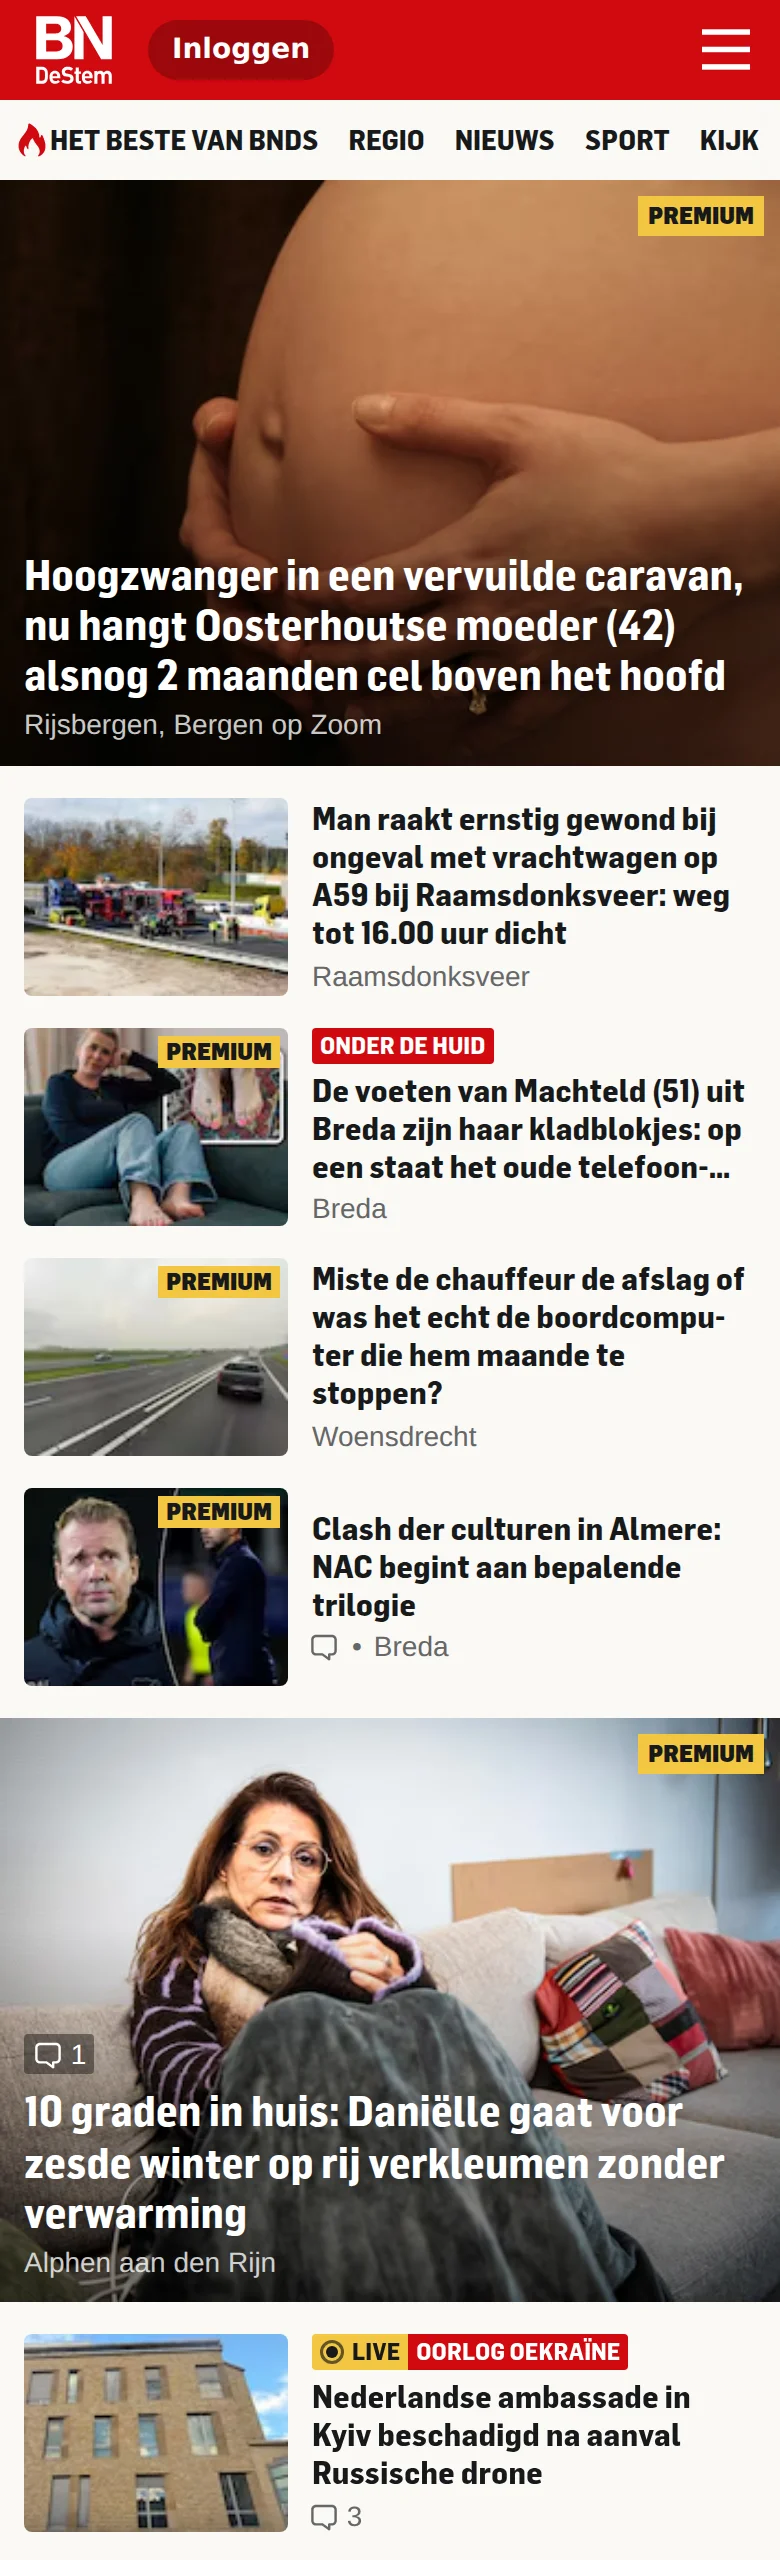 BN
DeStem
Inloggen
HET BESTE VAN BNDS REGIO NIEUWS SPORT KIJK
PREMIUM
Hoogzwanger in een vervuilde caravan,
nu hangt Oosterhoutse moeder (42)
alsnog 2 maanden cel boven het hoofd
Rijsbergen, Bergen op Zoom
Man raakt ernstig gewond bij
ongeval met vrachtwagen op
A59 bij Raamsdonksveer: weg
tot 16.00 uur dicht
Raamsdonksveer
PREMIUM
ONDER DE HUID
De voeten van Machteld (51) uit
Breda zijn haar kladblokjes: op
een staat het oude telefoon-...
Breda
PREMIUM
Miste de chauffeur de afslag of
was het echt de boordcompu-
ter die hem maande te
stoppen?
Woensdrecht
PREMIUM
Clash der culturen in Almere:
NAC begint aan bepalende
trilogie
• Breda
PREMIUM
1
10 graden in huis: Daniëlle gaat voor
zesde winter op rij verkleumen zonder
verwarming
Alphen aan den Rijn
LIVE OORLOG OEKRAÏNE
Nederlandse ambassade in
Kyiv beschadigd na aanval
Russische drone
3